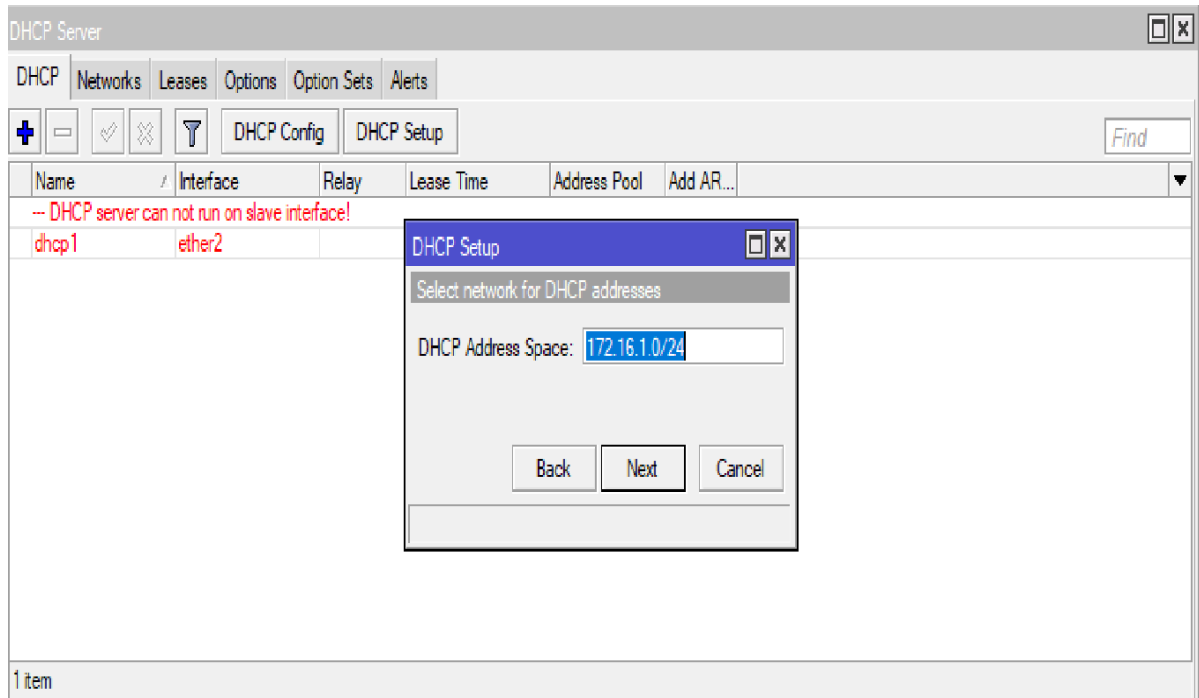 DHCP Server
DHCP Networks Leases Options Option Sets Alerts
DHCP Config DHCP Setup Find
Name Interface Relay Lease Time Address Pool Add AR...
--- DHCP server can not run on slave interface!
dhcp1 ether2
DHCP Setup
Select network for DHCP addresses
DHCP Address Space: 172.16.1.0/24
Back Next Cancel
1 item